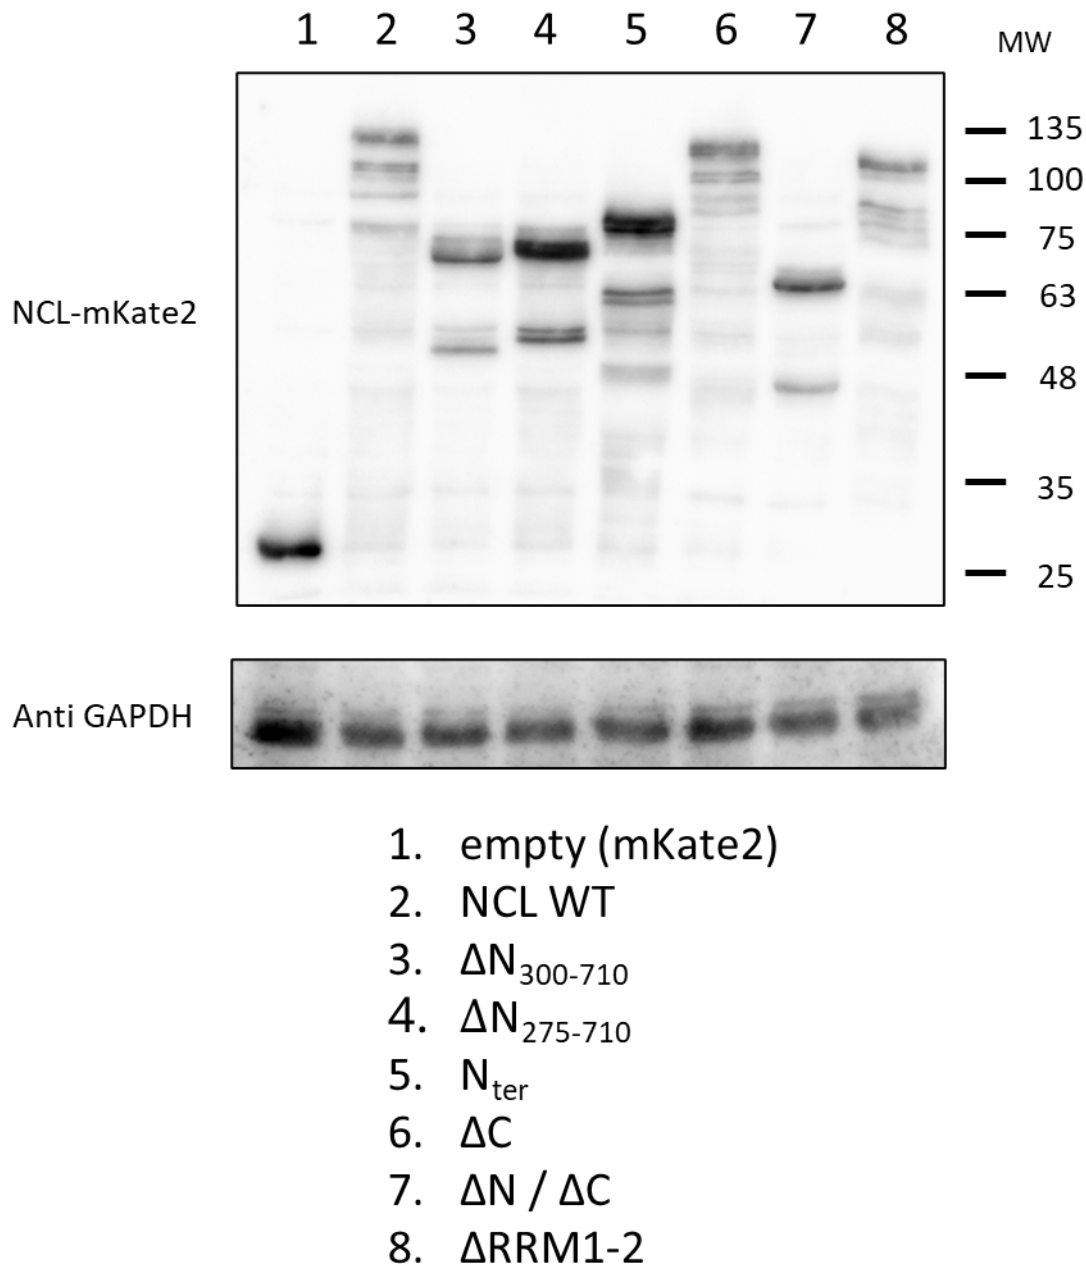 1 2 3 4 5 6 7 8 MW
135
100
75
NCL-mKate2 63
48
35
25
Anti GAPDH
1. empty (mKate2)
2. NCL WT
3. ΔN300-710
4. ΔN275-710
5. Nter
6. ΔC
7. ΔN / ΔC
8. ΔRRM1-2